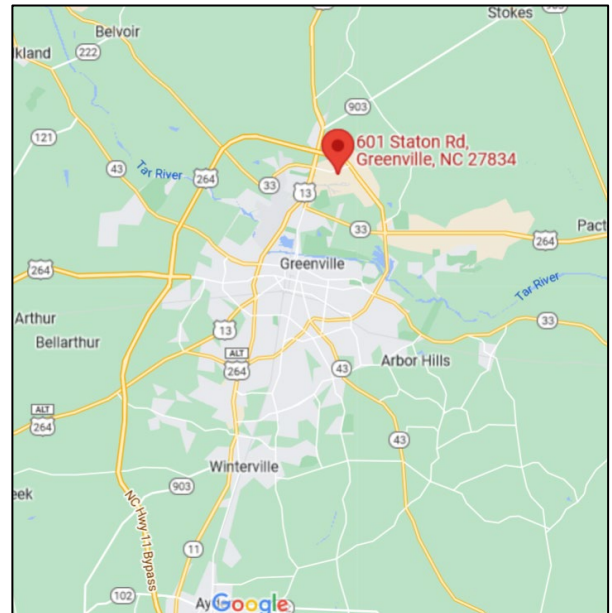 Stokes
903
Belvoir
kland
222
903
121
601 Staton Rd,
Greenville, NC 27834
43
Tar River
264
33
13
33
Pact
264
Greenville
264
Tar River
Arthur
13
33
Bellarthur
ALT
264
Arbor Hills
43
ALT
264
43
Winterville
eek
903
NC Hwy 11 Bypass
11
102
Ay
Google